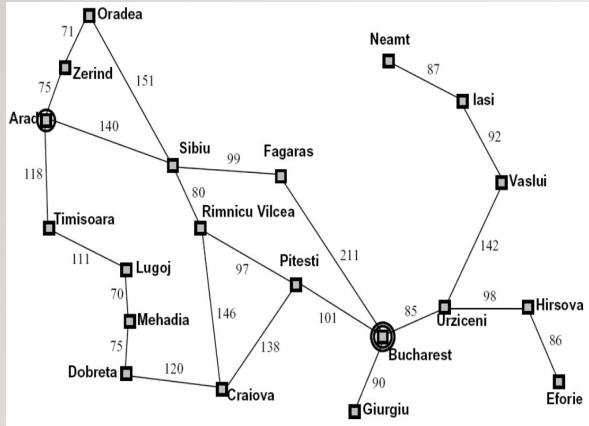 Oradea
71
Neamt
Zerind
87
75
151
Iasi
Arad
140
92
Sibiu
Fagaras
99
118
Vaslui
80
Timisoara
Rimnicu Vilcea
142
111
211
Lugoj
97
Pitesti
70
98
Hirsova
146
101
85
Mehadia
Urziceni
86
75
138
Bucharest
Dobreta
120
90
Craiova
Eforie
Giurgiu